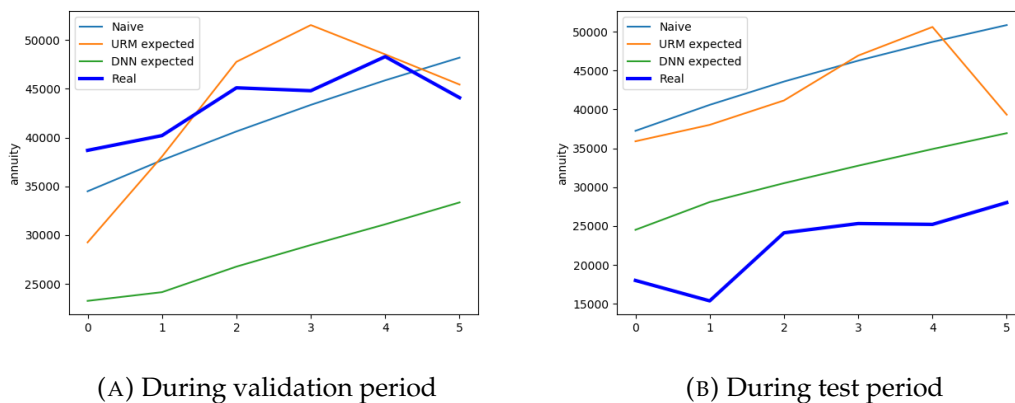 Naive
URM expected
DNN expected
Real
annuity
50000
45000
40000
35000
30000
25000
0 1 2 3 4 5
(A) During validation period
Naive
URM expected
DNN expected
Real
annuity
50000
45000
40000
35000
30000
25000
20000
15000
0 1 2 3 4 5
(B) During test period